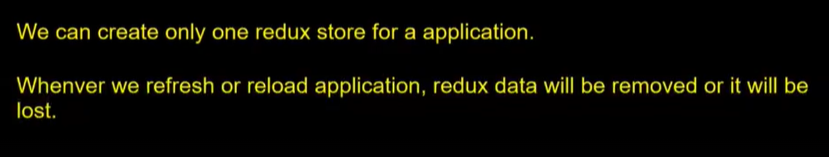 We can create only one redux store for a application.
Whenver we refresh or reload application, redux data will be removed or it will be
lost.